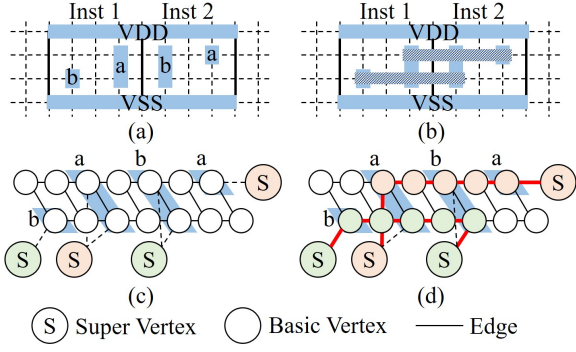 Inst 1 Inst 2 Inst 1 Inst 2
VDD VDD
a b a
b
VSS VSS
(a) (b)
a b a a b a
S S
b b
S S S S S S
(c) (d)
S Super Vertex Basic Vertex Edge